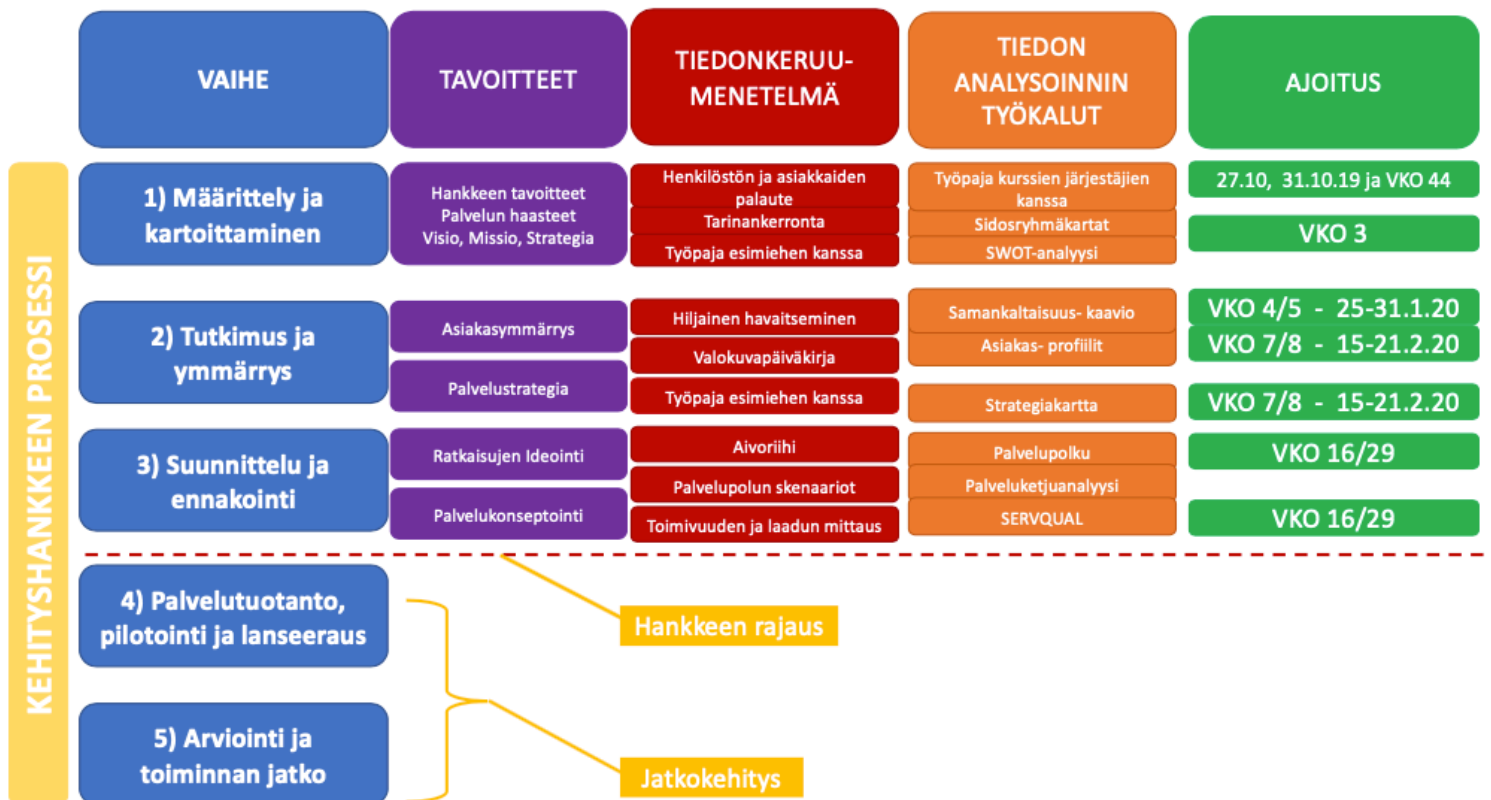 VAIHE
TAVOITTEET
TIEDONKERUU-
MENETELMÄ
TIEDON
ANALYSOINNIN
TYÖKALUT
AJOITUS
KEHITYSHANKKEEN PROSESSI
1) Määrittely ja
kartoittaminen
Hankkeen tavoitteet
Palvelun haasteet
Visio, Missio, Strategia
Henkilöstön ja asiakkaiden
palaute
Tarinankerronta
Työpaja esimiehen kanssa
Työpaja kurssien järjestäjien
kanssa
Sidosryhmäkartat
SWOT-analyysi
27.10, 31.10.19 ja VKO 44
VKO 3
2) Tutkimus ja
ymmärrys
Asiakasymmärrys
Palvelustrategia
Hiljainen havaitseminen
Valokuvapäiväkirja
Työpaja esimiehen kanssa
Samankaltaisuus- kaavio
Asiakas- profiilit
Strategiakartta
VKO 4/5 - 25-31.1.20
VKO 7/8 - 15-21.2.20
VKO 7/8 - 15-21.2.20
3) Suunnittelu ja
ennakointi
Ratkaisujen Ideointi
Palvelukonseptointi
Aivoriihi
Palvelupolun skenaariot
Toimivuuden ja laadun mittaus
Palvelupolku
Palveluketjuanalyysi
SERVQUAL
VKO 16/29
VKO 16/29
4) Palvelutuotanto,
pilotointi ja lanseeraus
Hankkeen rajaus
5) Arviointi ja
toiminnan jatko
Jatkokehitys